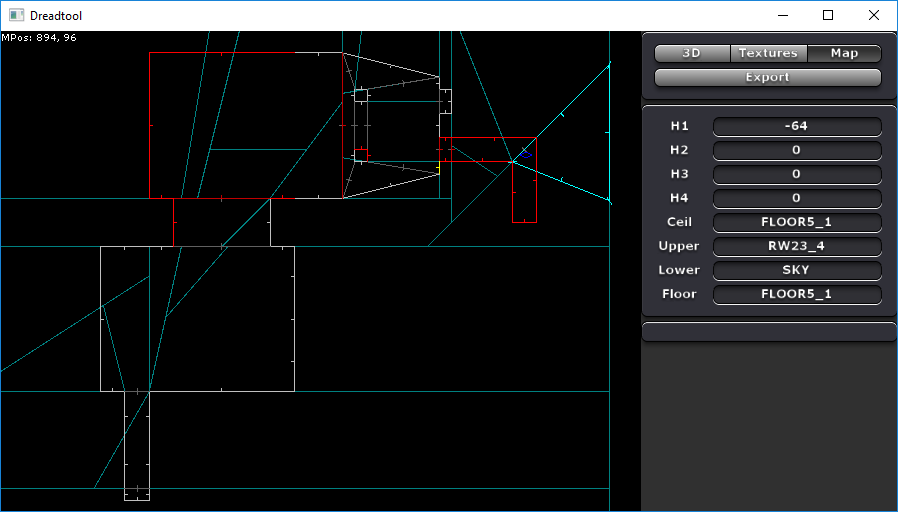 Dreadtool
MPos: 894, 96
3D Textures Map
Export
H1 -64
H2 0
H3 0
H4 0
Ceil FLOOR5_1
Upper RW23_4
Lower SKY
Floor FLOOR5_1